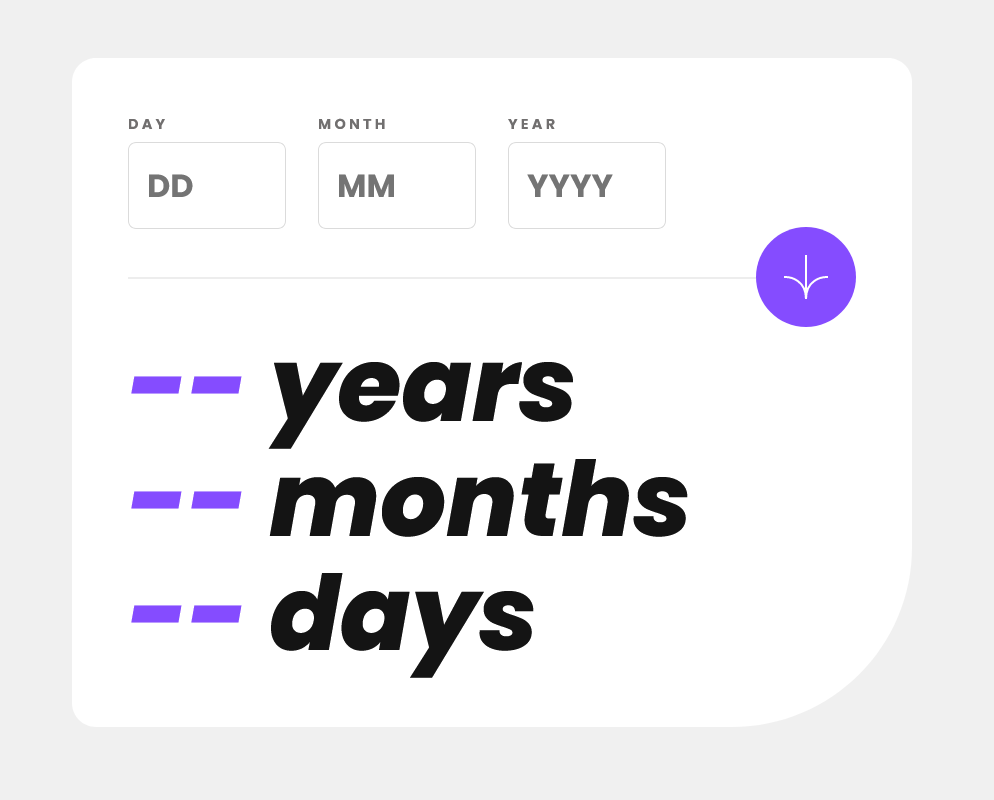 DAY MONTH YEAR
DD MM YYYY
-- years
-- months
-- days